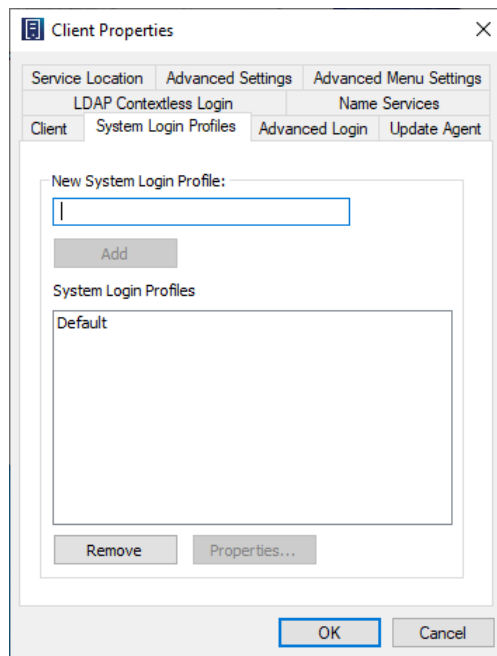 Client Properties
Service Location Advanced Settings Advanced Menu Settings
LDAP Contextless Login Name Services
Client System Login Profiles Advanced Login Update Agent
New System Login Profile:
Add
System Login Profiles
Default
Remove Properties...
OK Cancel